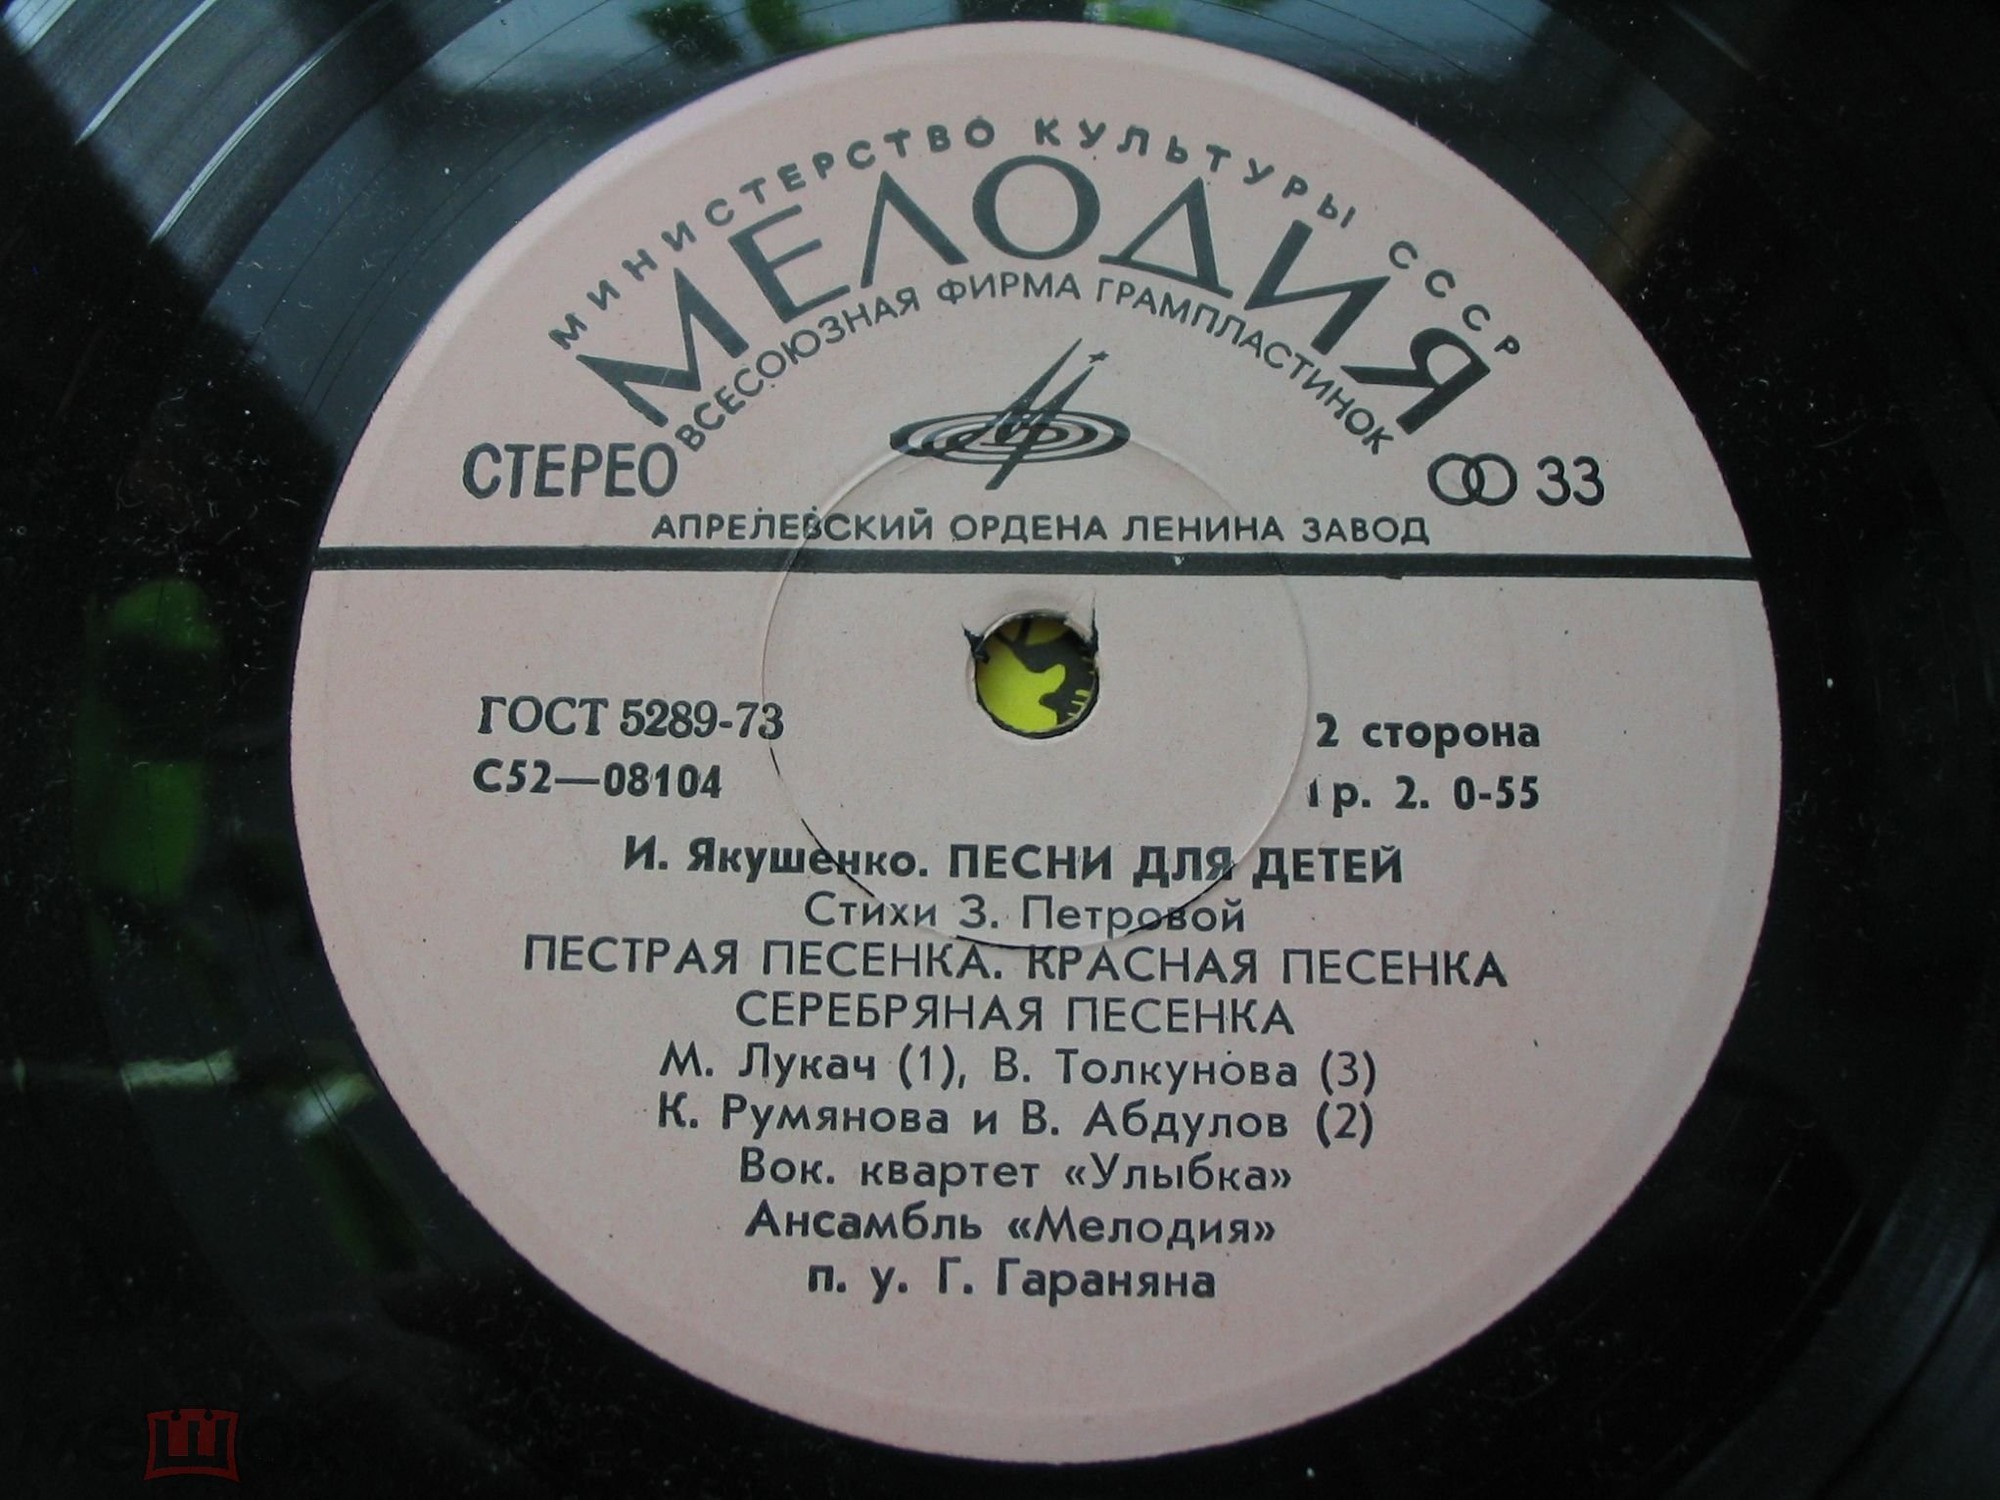 МИНИСТЕРСТВО КУЛЬТУРЫ СССР
МЕЛОДИЯ
ВСЕСОЮЗНАЯ ФИРМА ГРАМПЛАСТИНОК
СТЕРЕО
33
АПРЕЛЕВСКИЙ ОРДЕНА ЛЕНИНА ЗАВОД
ГОСТ 5289-73
2 сторона
С52—08104
1р. 2. 0-55
И. Якушенко. ПЕСНИ ДЛЯ ДЕТЕЙ
Стихи З. Петровой
ПЕСТРАЯ ПЕСЕНКА. КРАСНАЯ ПЕСЕНКА
СЕРЕБРЯНАЯ ПЕСЕНКА
М. Лукач (1), В. Толкунова (3)
К. Румянова и В. Абдулов (2)
Вок. квартет «Улыбка»
Ансамбль «Мелодия»
п. у. Г. Гараняна